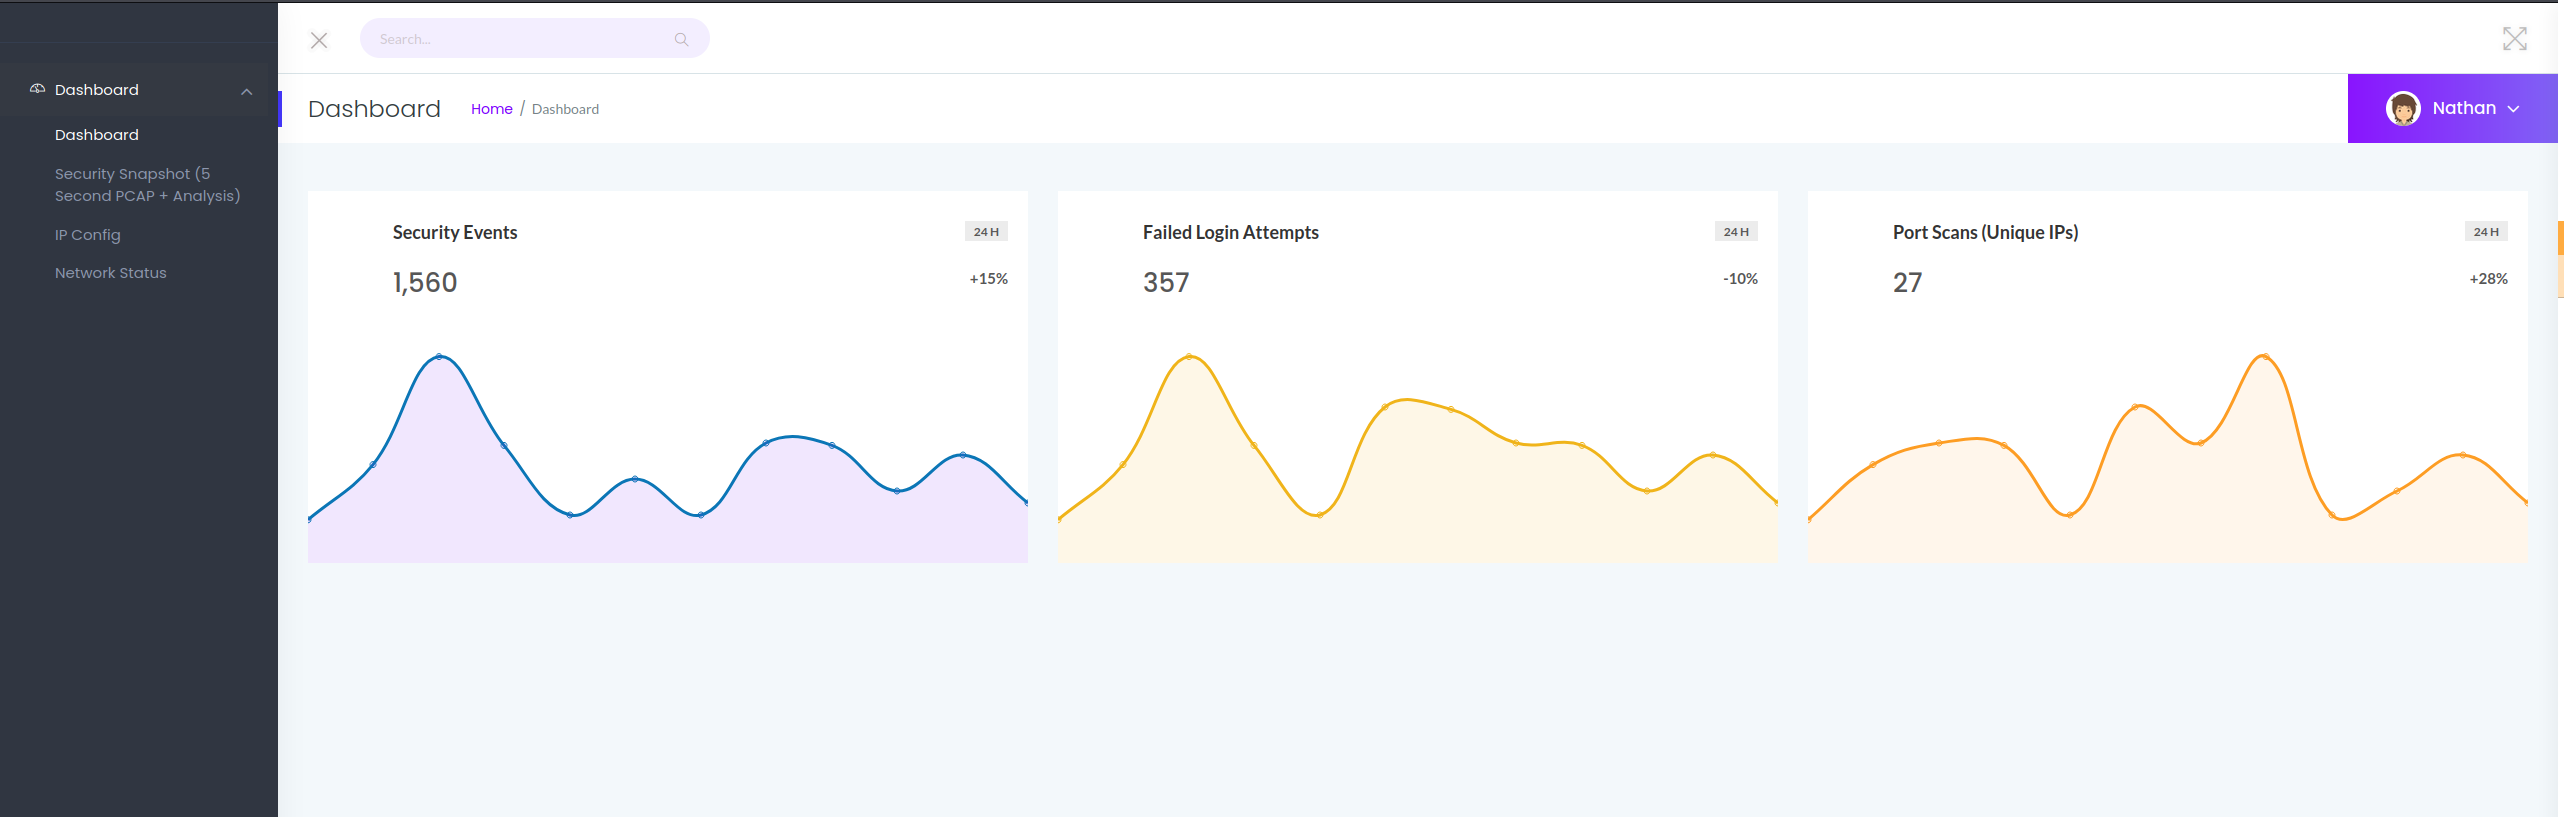 Search...
Dashboard
Dashboard
Security Snapshot (5
Second PCAP + Analysis)
IP Config
Network Status
Dashboard
Home / Dashboard
Nathan
Security Events
24 H
1,560
+15%
Failed Login Attempts
24 H
357
-10%
Port Scans (Unique IPs)
24 H
27
+28%